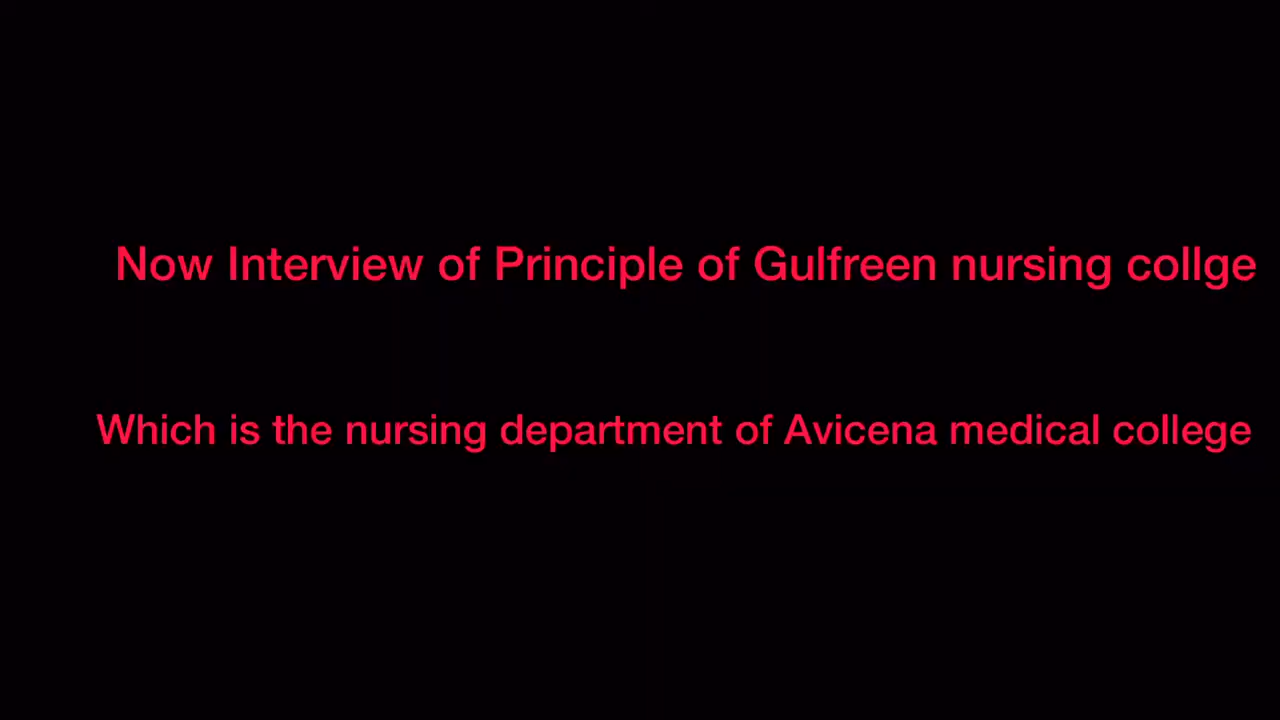 Now Interview of Principle of Gulfreen nursing collge
Which is the nursing department of Avicena medical college